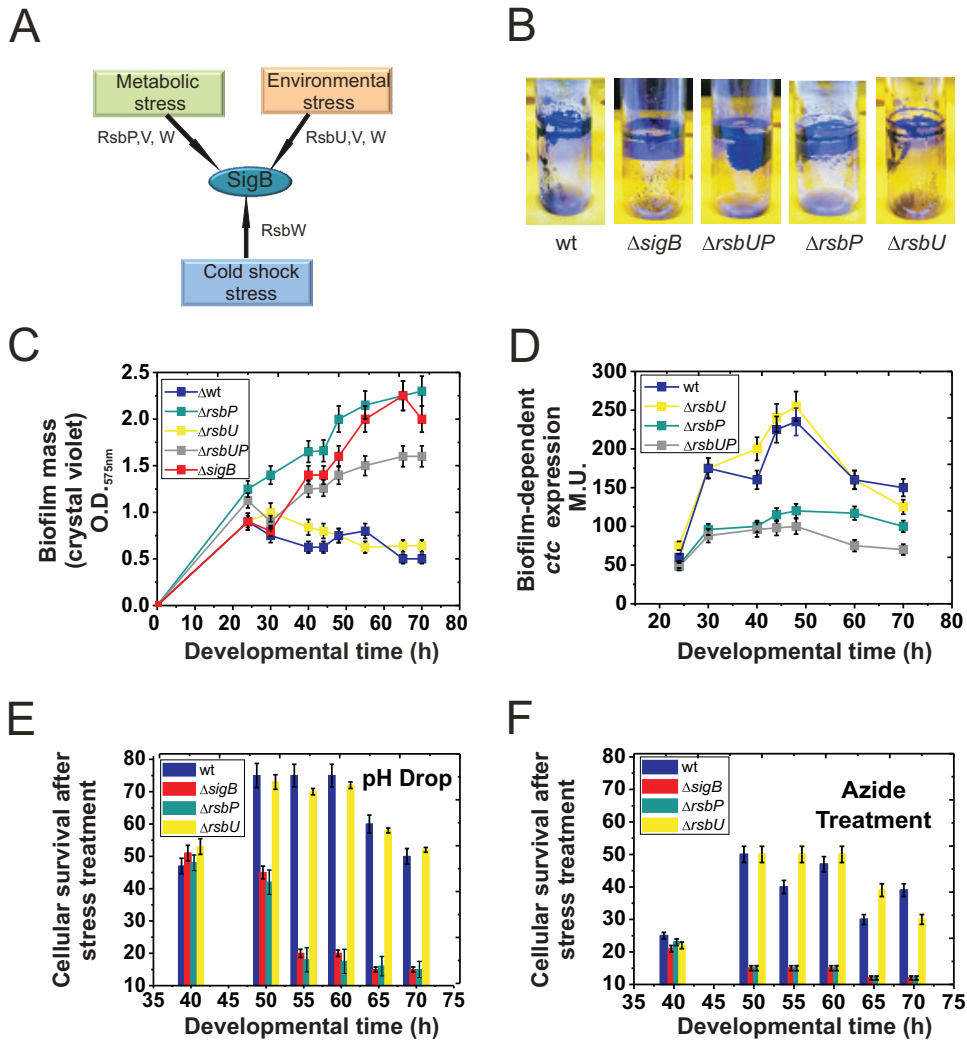 A
Metabolic
stress
Environmental
stress
RsbP,V, W
RsbU,V, W
SigB
RsbW
Cold shock
stress
B
wt
ΔsigB
ΔrsbUP
ΔrsbP
ΔrsbU
C
Biofilm mass
(crystal violet)
O.D.575nm
2.5
2.0
1.5
1.0
0.5
0.0
Δwt
ΔrsbP
ΔrsbU
ΔrsbUP
ΔsigB
0 10 20 30 40 50 60 70 80
Developmental time (h)
D
Biofilm-dependent
ctc expression
M.U.
300
250
200
150
100
50
0
wt
ΔrsbU
ΔrsbP
ΔrsbUP
20 30 40 50 60 70 80
Developmental time (h)
E
Cellular survival after
stress treatment
80
70
60
50
40
30
20
10
wt
ΔsigB
ΔrsbP
ΔrsbU
pH Drop
35 40 45 50 55 60 65 70 75
Developmental time (h)
F
Cellular survival after
stress treatment
80
70
60
50
40
30
20
10
wt
ΔsigB
ΔrsbP
ΔrsbU
Azide
Treatment
35 40 45 50 55 60 65 70 75
Developmental time (h)